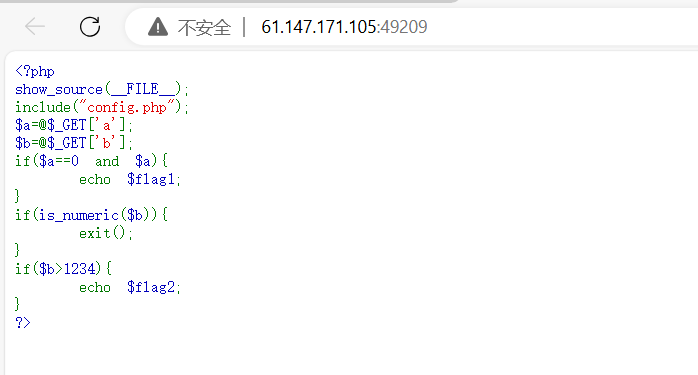 不安全 | 61.147.171.105:49209
<?php
show_source(__FILE__);
include("config.php");
$a=@$_GET['a'];
$b=@$_GET['b'];
if($a==0 and $a){
        echo $flag1;
}
if(is_numeric($b)){
        exit();
}
if($b>1234){
        echo $flag2;
}
?>